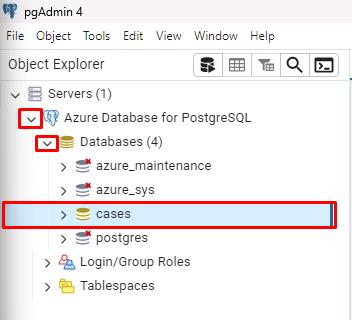 pgAdmin 4
File Object Tools Edit View Window Help
Object Explorer
Servers (1)
Azure Database for PostgreSQL
Databases (4)
azure_maintenance
azure_sys
cases
postgres
Login/Group Roles
Tablespaces